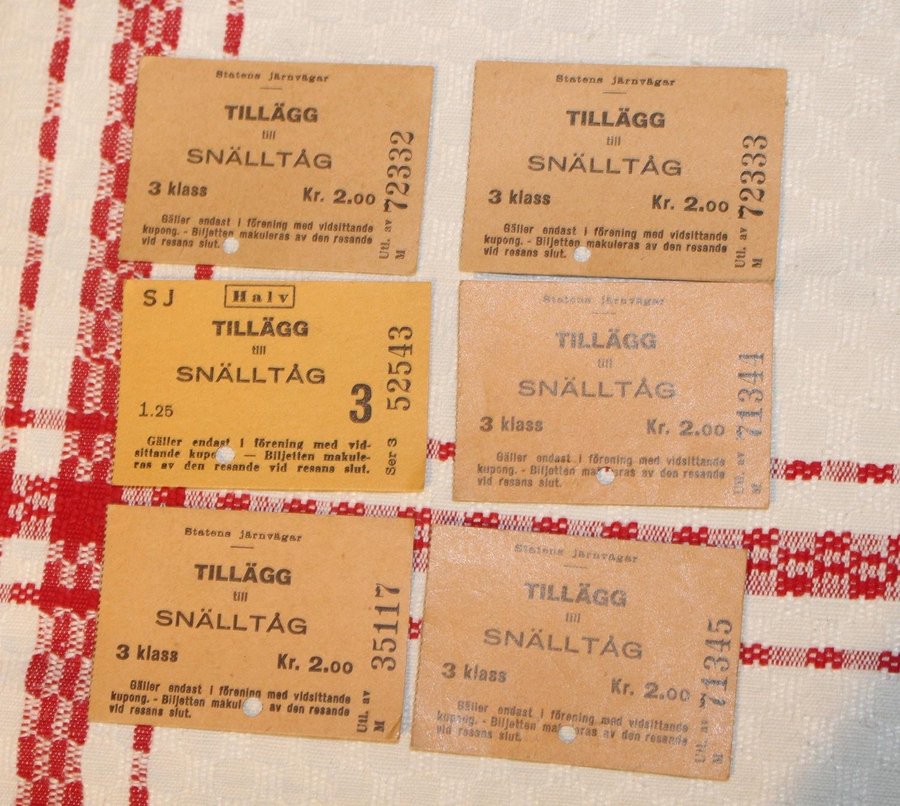 Statens järnvägar
TILLÄGG
till
SNÄLLTÅG
3 klass Kr. 2.00
Gäller endast i förening med vidsittande
kupong. - Biljetten makuleras av den resande
vid resans slut.
Utl. av M
72332
Statens järnvägar
TILLÄGG
till
SNÄLLTÅG
3 klass Kr. 2.00
Gäller endast i förening med vidsittande
kupong. - Biljetten makuleras av den resande
vid resans slut.
Utl. av M
72333
SJ Halv
TILLÄGG
till
SNÄLLTÅG
1.25 3
Gäller endast i förening med vid-
sittande kupong — Biljetten makule-
ras av den resande vid resans slut.
Ser 3 52543
Statens järnvägar
TILLÄGG
till
SNÄLLTÅG
3 klass Kr. 2.00
Gäller endast i förening med vidsittande
kupong. - Biljetten makuleras av den resande
vid resans slut.
Utl. av M
71344
Statens järnvägar
TILLÄGG
till
SNÄLLTÅG
3 klass Kr. 2.00
Gäller endast i förening med vidsittande
kupong. - Biljetten makuleras av den resande
vid resans slut.
Utl. av M
35117
Statens järnvägar
TILLÄGG
till
SNÄLLTÅG
3 klass Kr. 2.00
Gäller endast i förening med vidsittande
kupong. - Biljetten makuleras av den resande
vid resans slut.
Utl. av M
71345